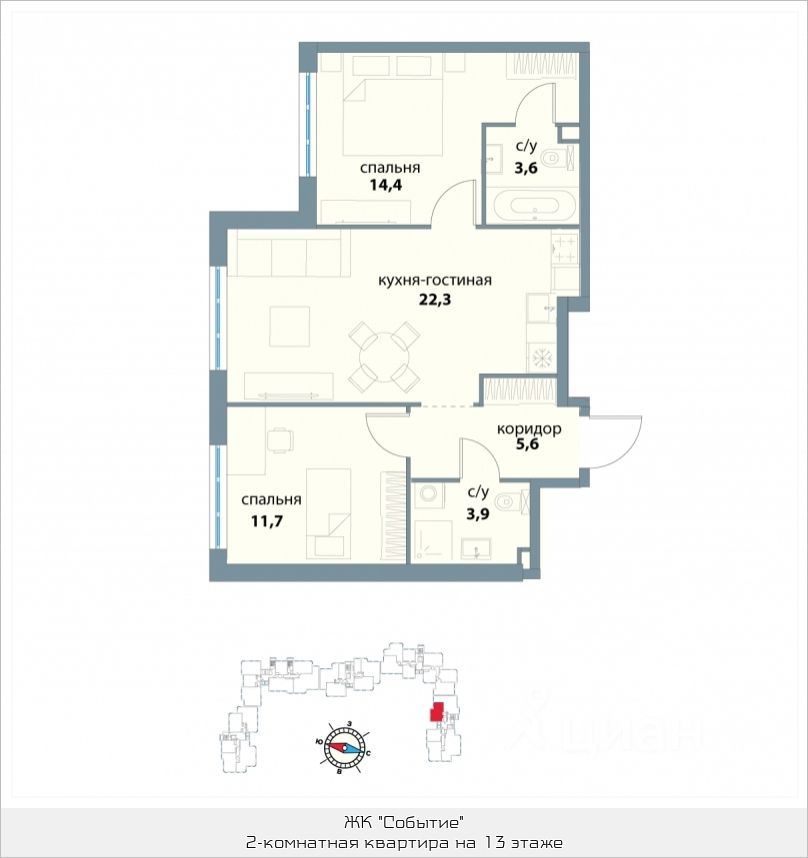 с/у
3,6
спальня
14,4
кухня-гостиная
22,3
коридор
5,6
спальня
11,7
с/у
3,9
З
Ю
С
В
циан
ЖК "Событие"
2-комнатная квартира на 13 этаже